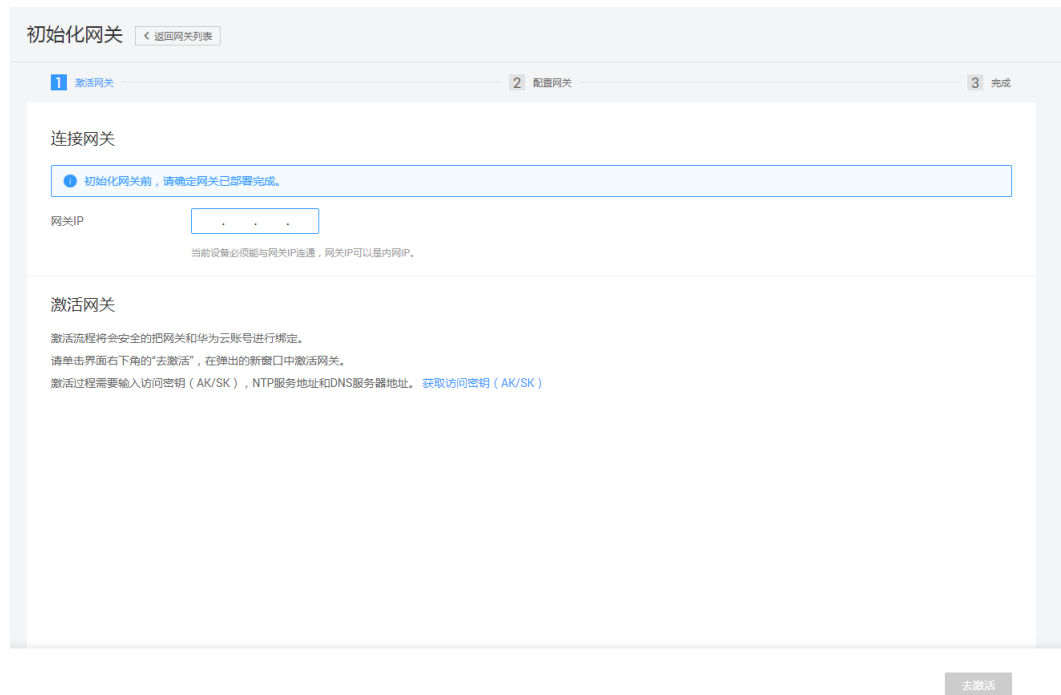 初始化网关 < 返回网关列表
1 激活网关 2 配置网关 3 完成
连接网关
初始化网关前，请确定网关已部署完成。
网关IP . . .
当前设备必须能与网关IP连通，网关IP可以是内网IP。
激活网关
激活流程将会安全的把网关和华为云账号进行绑定。
请单击界面右下角的“去激活”，在弹出的新窗口中激活网关。
激活过程需要输入访问密钥（AK/SK），NTP服务地址和DNS服务器地址。 获取访问密钥（AK/SK）
去激活